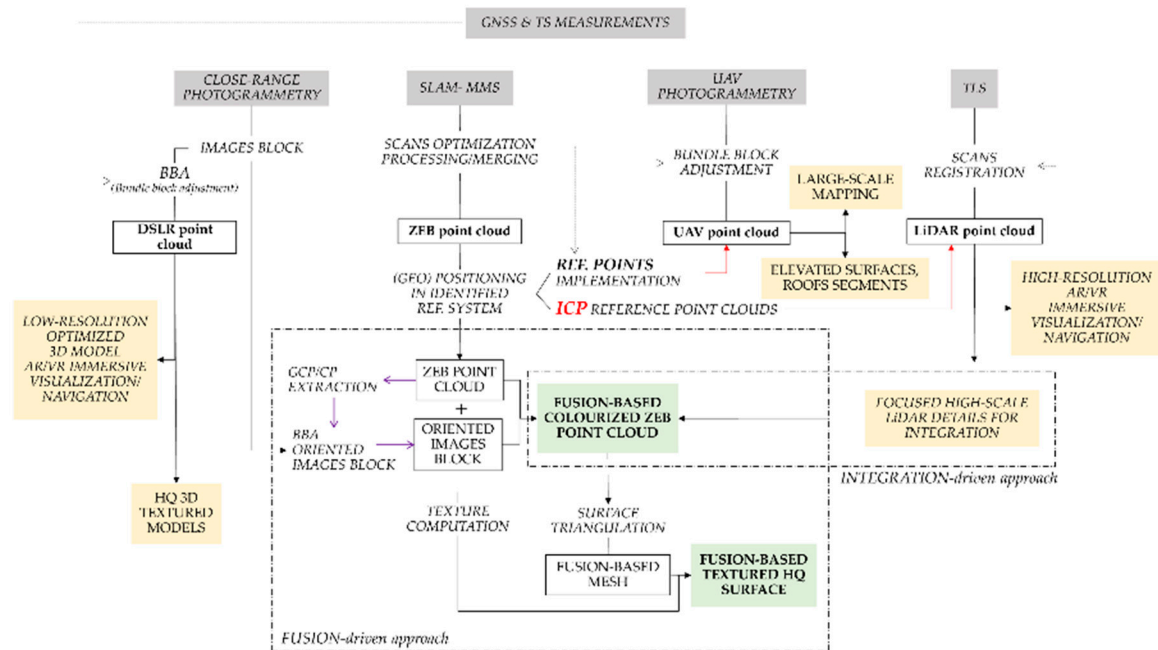 GNSS & TS MEASUREMENTS
CLOSE-RANGE
PHOTOGRAMMETRY
SLAM- MMS
UAV
PHOTOGRAMMETRY
TLS
IMAGES BLOCK
BBA
(Bundle block adjustment)
SCANS OPTIMIZATION
PROCESSING/MERGING
BUNDLE BLOCK
ADJUSTMENT
SCANS
REGISTRATION
LARGE-SCALE
MAPPING
DSLR point
cloud
ZEB point cloud
UAV point cloud
LiDAR point cloud
(GEO) POSITIONING
IN IDENTIFIED
REF. SYSTEM
REF. POINTS
IMPLEMENTATION
ICP REFERENCE POINT CLOUDS
ELEVATED SURFACES,
ROOFS SEGMENTS
HIGH-RESOLUTION
AR/VR
IMMERSIVE
VISUALIZATION/
NAVIGATION
LOW-RESOLUTION
OPTIMIZED
3D MODEL
AR/VR IMMERSIVE
VISUALIZATION/
NAVIGATION
GCP/CP
EXTRACTION
ZEB POINT
CLOUD
+
ORIENTED
IMAGES BLOCK
BBA
ORIENTED
IMAGES BLOCK
FUSION-BASED
COLOURIZED ZEB
POINT CLOUD
FOCUSED HIGH-SCALE
LiDAR DETAILS FOR
INTEGRATION
INTEGRATION-driven approach
HQ 3D
TEXTURED
MODELS
TEXTURE
COMPUTATION
SURFACE
TRIANGULATION
FUSION-BASED
MESH
FUSION-BASED
TEXTURED HQ
SURFACE
FUSION-driven approach